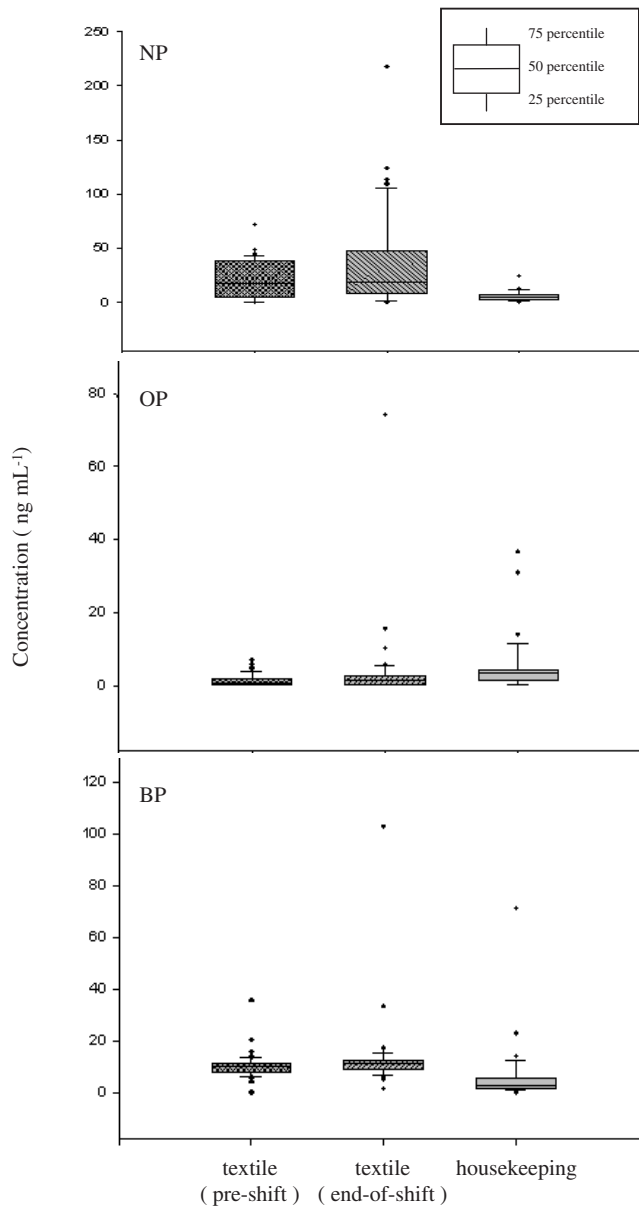 NP
75 percentile
50 percentile
25 percentile
250
200
150
100
50
0
OP
80
60
40
20
0
Concentration ( ng mL-1)
BP
120
100
80
60
40
20
0
textile
( pre-shift )
textile
( end-of-shift )
housekeeping